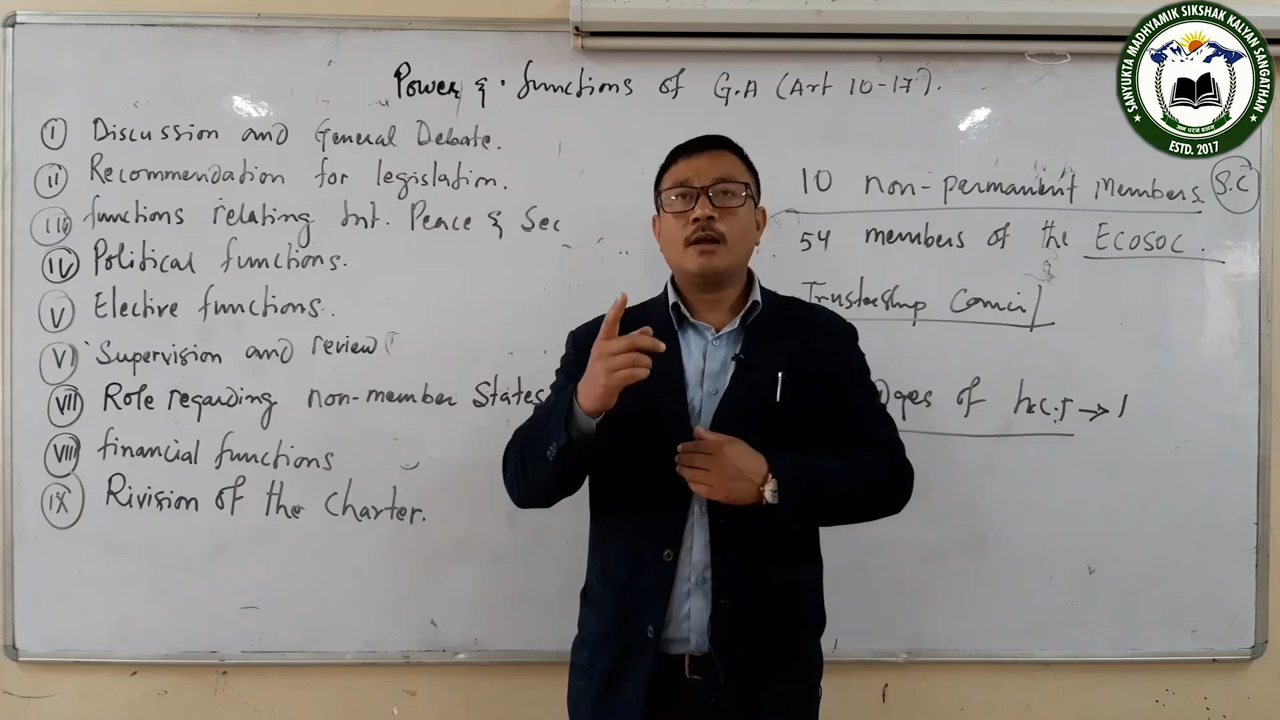 Power & functions of G.A (Art 10-17).
I Discussion and General Debate.
II Recommendation for legislation.
III functions relating Int. Peace & Sec
IV Political functions.
V Elective functions.
VI Supervision and review
VII Role regarding non-member States
VIII financial functions
IX Rivision of the Charter.
10 non-permanent Members S.C
54 members of the ECOSOC.
Trusteeship Council
dges of I.C.J → 1
SANYUKTA MADHYAMIK SIKSHAK KALYAN SANGATHAN
ESTD. 2017